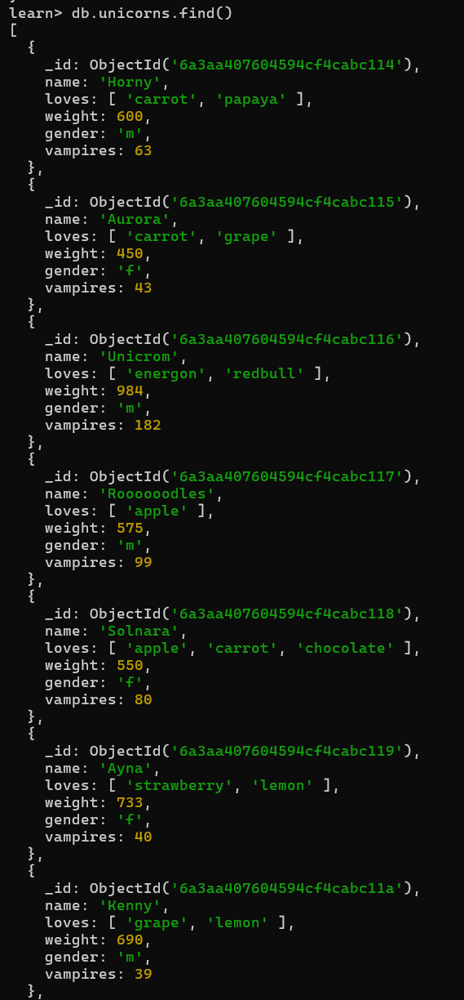 learn> db.unicorns.find()
[
  {
    _id: ObjectId('6a3aa407604594cf4cabc114'),
    name: 'Horny',
    loves: [ 'carrot', 'papaya' ],
    weight: 600,
    gender: 'm',
    vampires: 63
  },
  {
    _id: ObjectId('6a3aa407604594cf4cabc115'),
    name: 'Aurora',
    loves: [ 'carrot', 'grape' ],
    weight: 450,
    gender: 'f',
    vampires: 43
  },
  {
    _id: ObjectId('6a3aa407604594cf4cabc116'),
    name: 'Unicrom',
    loves: [ 'energon', 'redbull' ],
    weight: 984,
    gender: 'm',
    vampires: 182
  },
  {
    _id: ObjectId('6a3aa407604594cf4cabc117'),
    name: 'Roooooodles',
    loves: [ 'apple' ],
    weight: 575,
    gender: 'm',
    vampires: 99
  },
  {
    _id: ObjectId('6a3aa407604594cf4cabc118'),
    name: 'Solnara',
    loves: [ 'apple', 'carrot', 'chocolate' ],
    weight: 550,
    gender: 'f',
    vampires: 80
  },
  {
    _id: ObjectId('6a3aa407604594cf4cabc119'),
    name: 'Ayna',
    loves: [ 'strawberry', 'lemon' ],
    weight: 733,
    gender: 'f',
    vampires: 40
  },
  {
    _id: ObjectId('6a3aa407604594cf4cabc11a'),
    name: 'Kenny',
    loves: [ 'grape', 'lemon' ],
    weight: 690,
    gender: 'm',
    vampires: 39
  },